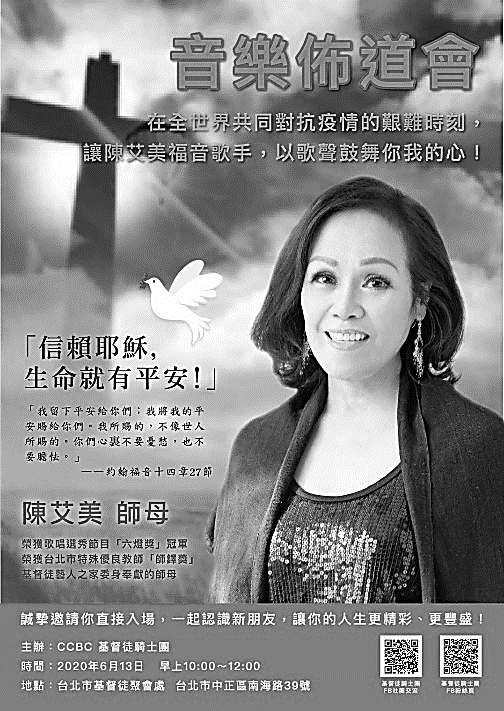 音樂佈道會
在全世界共同對抗疫情的艱難時刻，
讓陳艾美福音歌手，以歌聲鼓舞你我的心！
「信賴耶穌，
生命就有平安！」
「我留下平安給你們；我將我的平
安賜給你們。我所賜的，不像世人
所賜的。你們心裏不要憂愁，也不
要膽怯。」
——約翰福音十四章27節
陳艾美 師母
榮獲歌唱選秀節目「六燈獎」冠軍
榮獲台北市特殊優良教師「師鐸獎」
基督徒藝人之家委身奉獻的師母
誠摯邀請你直接入場，一起認識新朋友，讓你的人生更精彩、更豐盛！
主辦：CCBC 基督徒騎士團
時間：2020年6月13日 早上10:00～12:00
地點：台北市基督徒聚會處 台北市中正區南海路39號
基督徒騎士團
FB社團交流
基督徒騎士團
FB粉絲頁